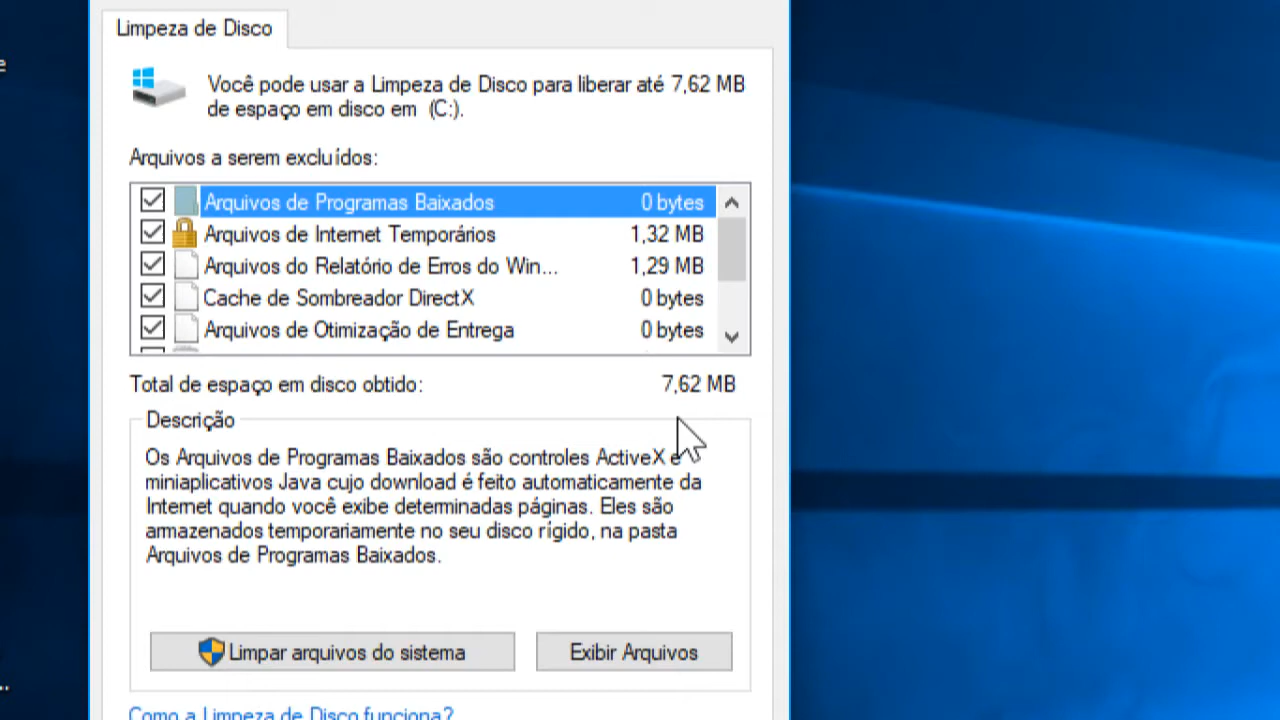 Limpeza de Disco
Você pode usar a Limpeza de Disco para liberar até 7,62 MB
de espaço em disco em (C:).
Arquivos a serem excluídos:
Arquivos de Programas Baixados 0 bytes
Arquivos de Internet Temporários 1,32 MB
Arquivos do Relatório de Erros do Win... 1,29 MB
Cache de Sombreador DirectX 0 bytes
Arquivos de Otimização de Entrega 0 bytes
Total de espaço em disco obtido: 7,62 MB
Descrição
Os Arquivos de Programas Baixados são controles ActiveX e
miniaplicativos Java cujo download é feito automaticamente da
Internet quando você exibe determinadas páginas. Eles são
armazenados temporariamente no seu disco rígido, na pasta
Arquivos de Programas Baixados.
Limpar arquivos do sistema
Exibir Arquivos
Como a Limpeza de Disco funciona?